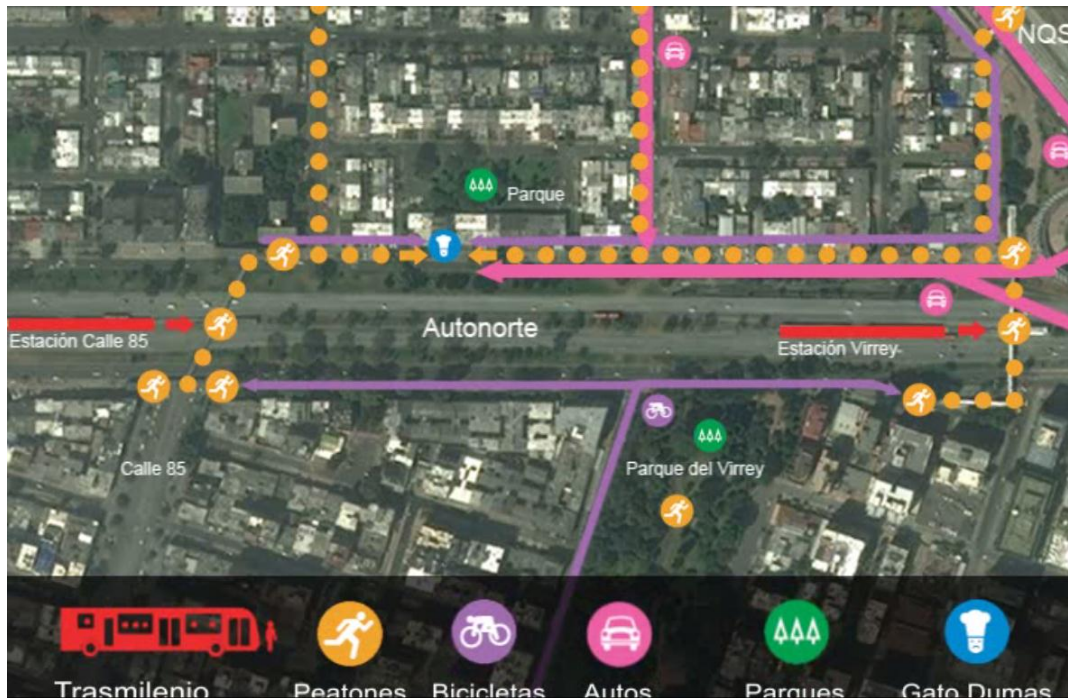 NQS
Parque
Autonorte
Estación Calle 85
Estación Virrey
Calle 85
Parque del Virrey
Trasmilenio
Peatones
Bicicletas
Autos
Parques
Gato Dumas